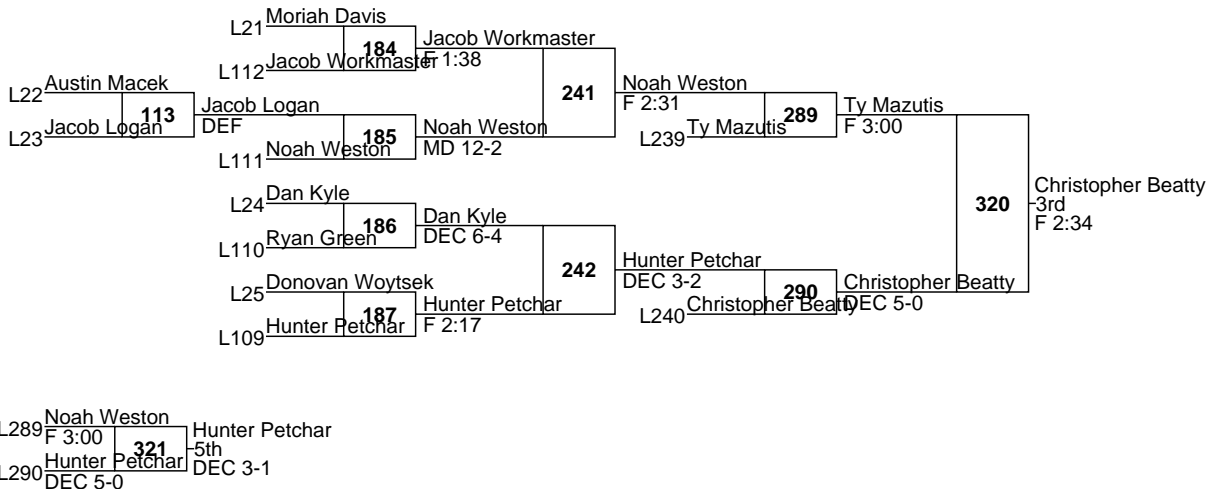 L21 Moriah Davis
184
L112 Jacob Workmaster
Jacob Workmaster
F 1:38
L22 Austin Macek
113
L23 Jacob Logan
Jacob Logan
DEF
185
L111 Noah Weston
Noah Weston
MD 12-2
241
Noah Weston
F 2:31
289
L239 Ty Mazutis
Ty Mazutis
F 3:00
L24 Dan Kyle
186
L110 Ryan Green
Dan Kyle
DEC 6-4
L25 Donovan Woytsek
187
L109 Hunter Petchar
Hunter Petchar
F 2:17
242
Hunter Petchar
DEC 3-2
290
L240 Christopher Beatty
Christopher Beatty
DEC 5-0
320
Christopher Beatty
3rd
F 2:34
L289 Noah Weston
F 3:00
321
L290 Hunter Petchar
DEC 5-0
Hunter Petchar
5th
DEC 3-1